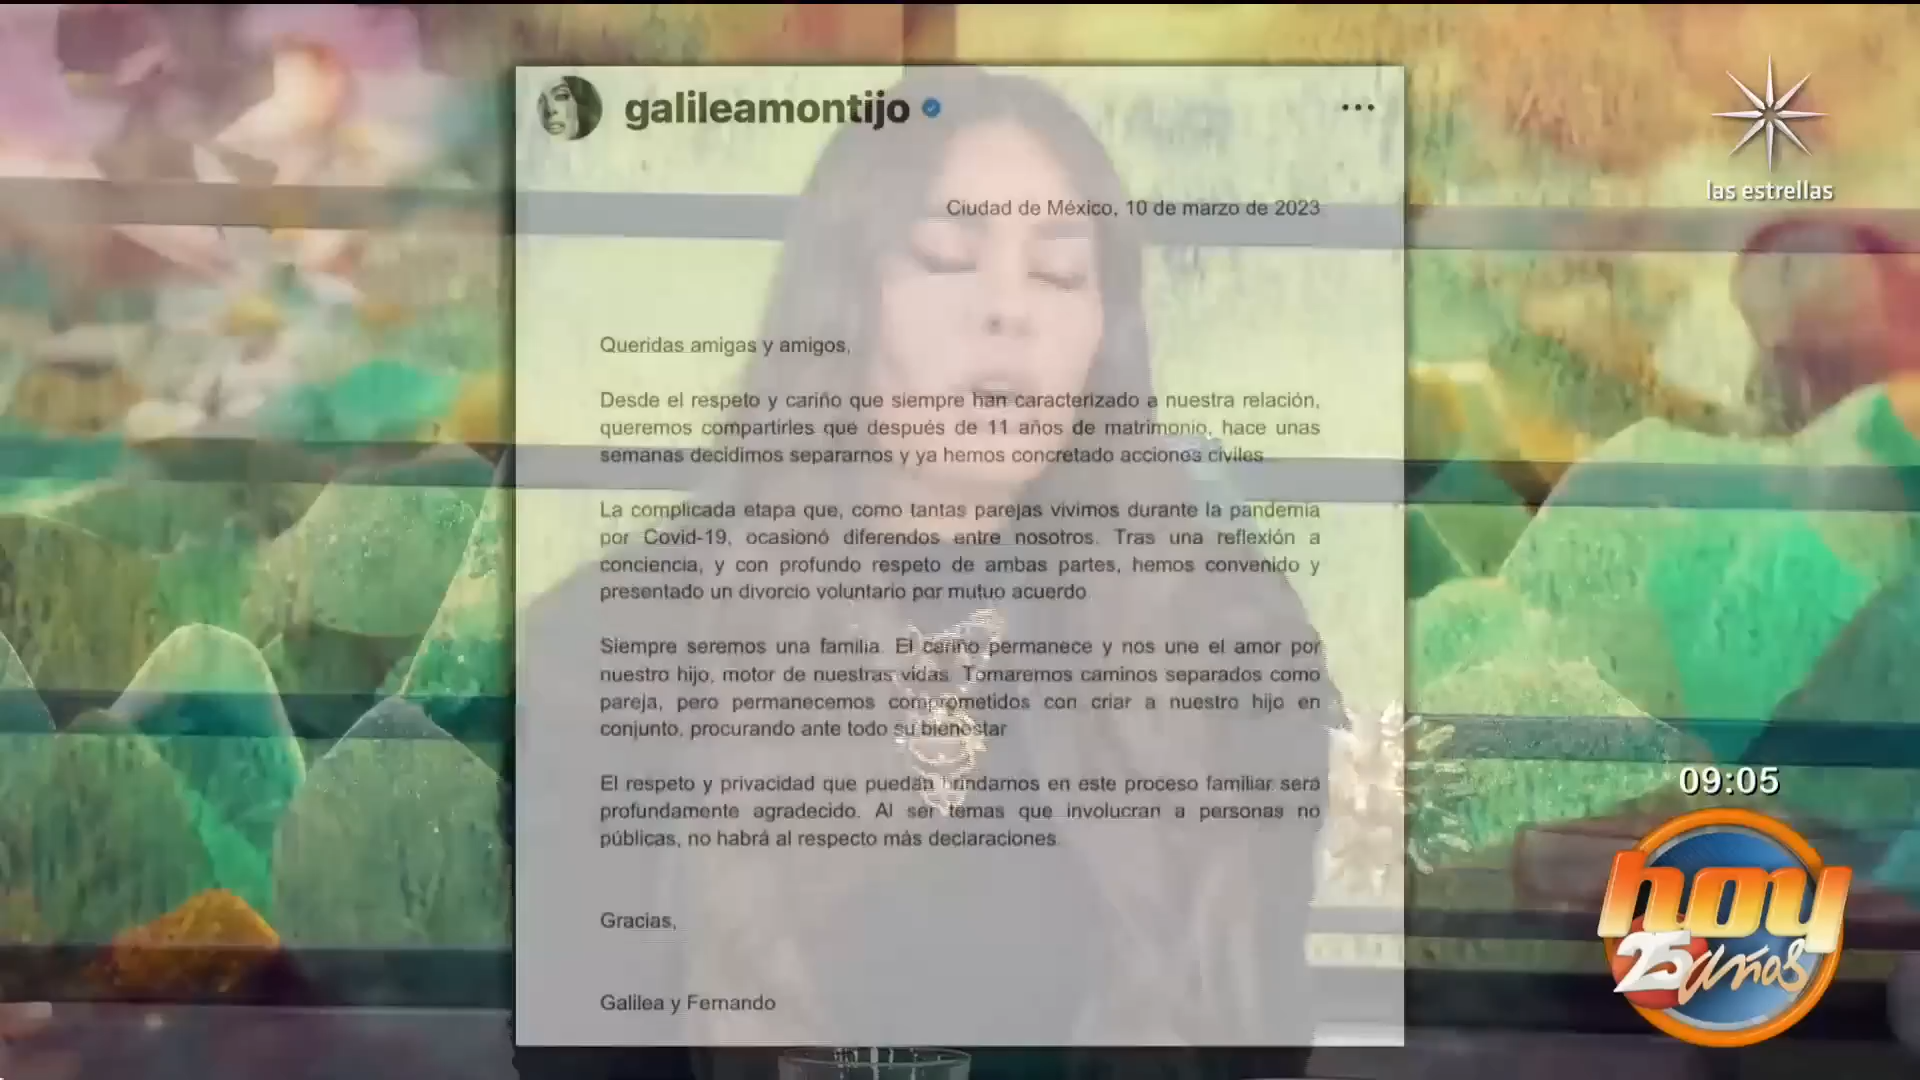 galileamontijo
las estrellas
Ciudad de México, 10 de marzo de 2023
Queridas amigas y amigos,
Desde el respeto y cariño que siempre han caracterizado a nuestra relación,
queremos compartirles que después de 11 años de matrimonio, hace unas
semanas decidimos separarnos y ya hemos concretado acciones civiles.
La complicada etapa que, como tantas parejas vivimos durante la pandemia
por Covid-19, ocasionó diferendos entre nosotros. Tras una reflexión a
conciencia, y con profundo respeto de ambas partes, hemos convenido y
presentado un divorcio voluntario por mutuo acuerdo.
Siempre seremos una familia. El cariño permanece y nos une el amor por
nuestro hijo, motor de nuestras vidas. Tomaremos caminos separados como
pareja, pero permanecemos comprometidos con criar a nuestro hijo en
conjunto, procurando ante todo su bienestar
El respeto y privacidad que puedan brindarnos en este proceso familiar será
profundamente agradecido. Al ser temas que involucran a personas no
públicas, no habrá al respecto más declaraciones.
Gracias,
Galilea y Fernando
09:05
hoy
25 años